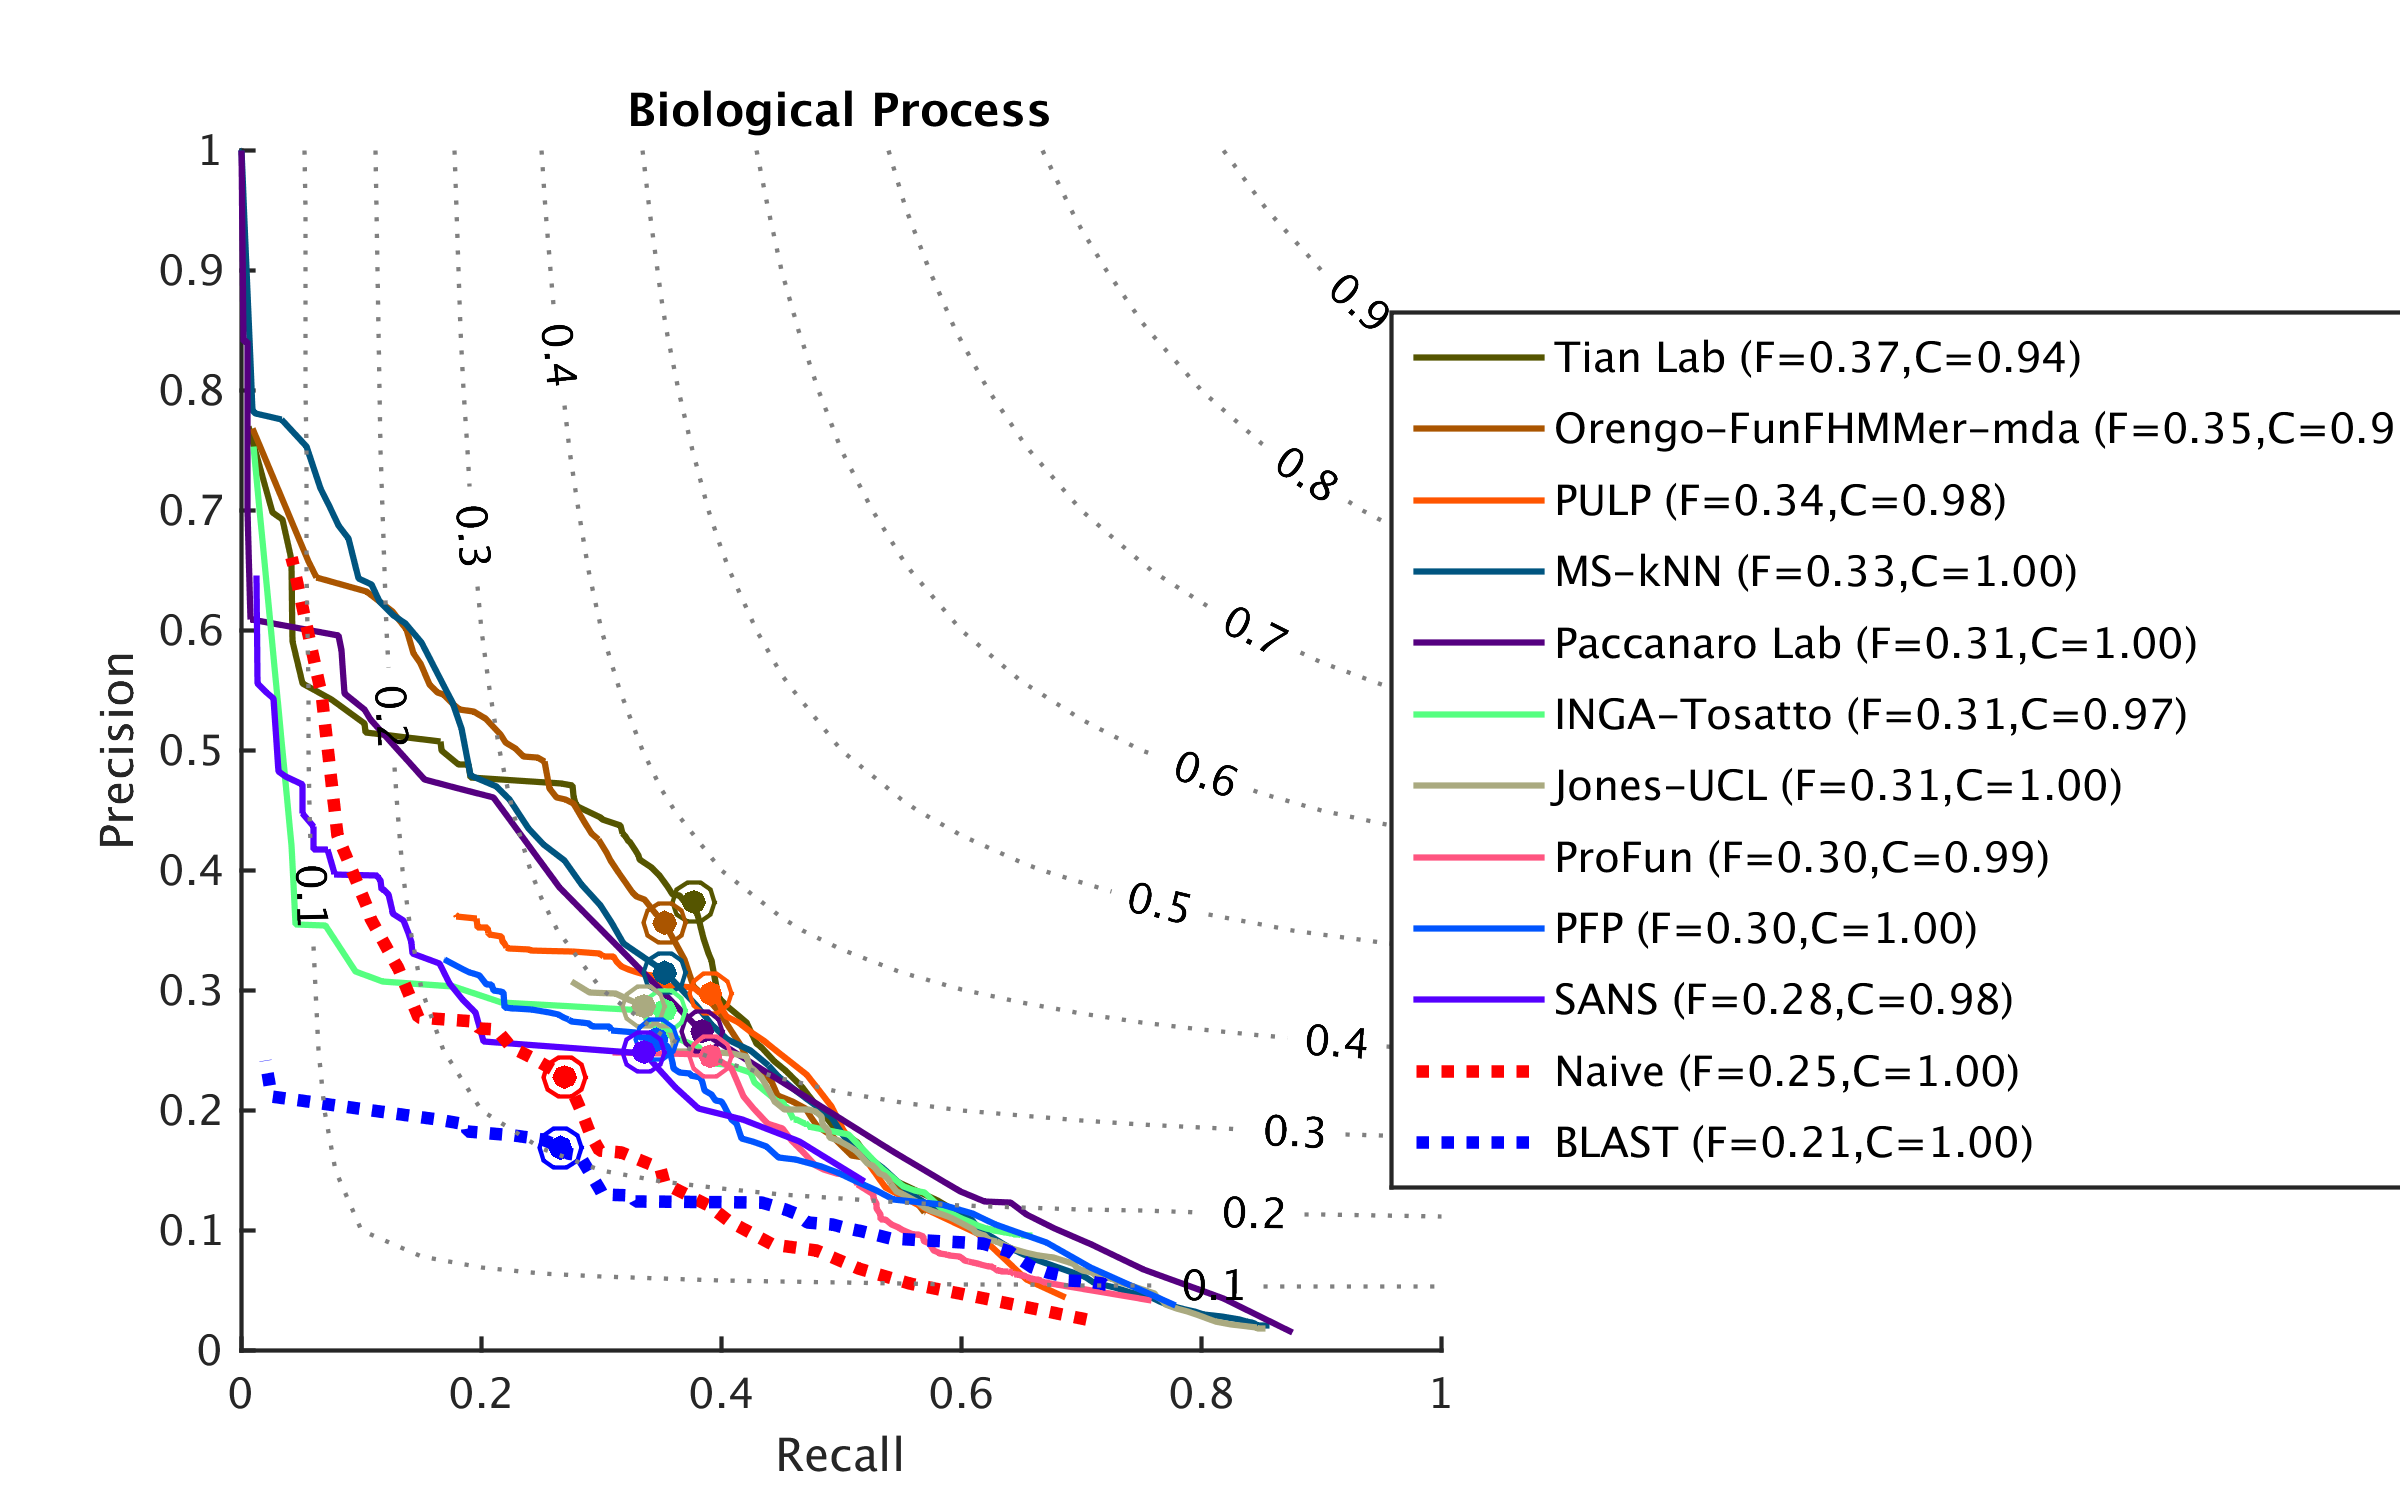 Biological Process
1
0.9
0.8
0.7
0.6
0.5
0.4
0.3
0.2
0.1
0
Precision
0
0.2
0.4
0.6
0.8
1
Recall
0.4
0.3
0.2
0.1
0.9
0.8
0.7
0.6
0.5
0.4
0.3
0.2
0.1
Tian Lab (F=0.37,C=0.94)
Orengo-FunFHMMer-mda (F=0.35,C=0.9
PULP (F=0.34,C=0.98)
MS-kNN (F=0.33,C=1.00)
Paccanaro Lab (F=0.31,C=1.00)
INGA-Tosatto (F=0.31,C=0.97)
Jones-UCL (F=0.31,C=1.00)
ProFun (F=0.30,C=0.99)
PFP (F=0.30,C=1.00)
SANS (F=0.28,C=0.98)
Naive (F=0.25,C=1.00)
BLAST (F=0.21,C=1.00)